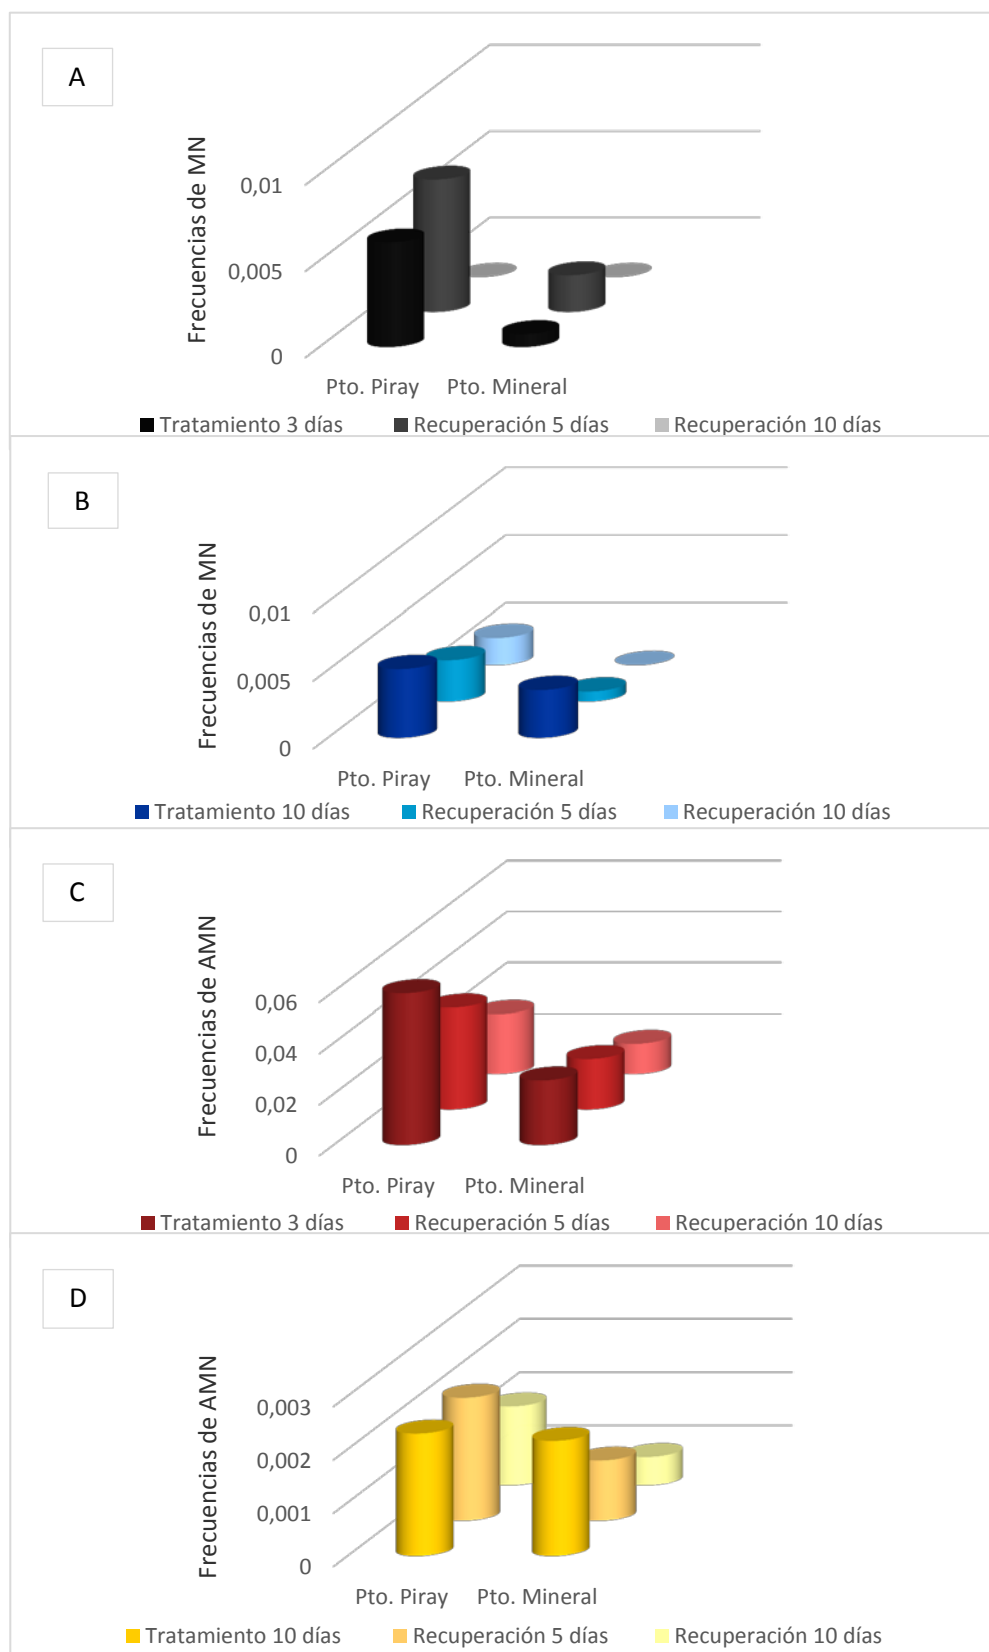 A
Frecuencias de MN
0,01
0,005
0
Pto. Piray Pto. Mineral
Tratamiento 3 días Recuperación 5 días Recuperación 10 días
B
Frecuencias de MN
0,01
0,005
0
Pto. Piray Pto. Mineral
Tratamiento 10 días Recuperación 5 días Recuperación 10 días
C
Frecuencias de AMN
0,06
0,04
0,02
0
Pto. Piray Pto. Mineral
Tratamiento 3 días Recuperación 5 días Recuperación 10 días
D
Frecuencias de AMN
0,003
0,002
0,001
0
Pto. Piray Pto. Mineral
Tratamiento 10 días Recuperación 5 días Recuperación 10 días